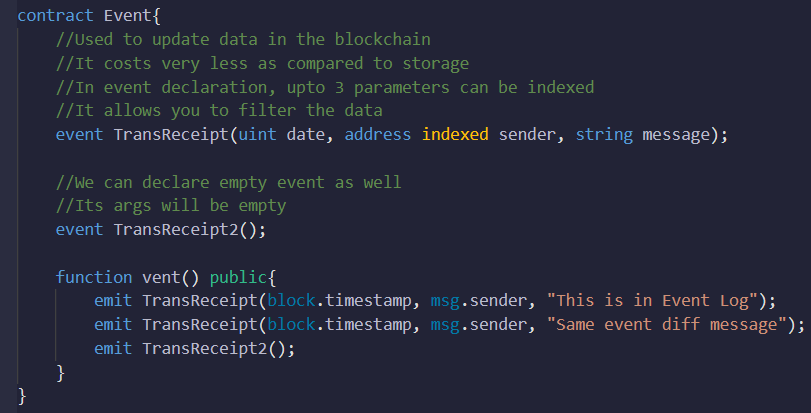 contract Event{
//Used to update data in the blockchain
//It costs very less as compared to storage
//In event declaration, upto 3 parameters can be indexed
//It allows you to filter the data
event TransReceipt(uint date, address indexed sender, string message);
//We can declare empty event as well
//Its args will be empty
event TransReceipt2();
function vent() public{
emit TransReceipt(block.timestamp, msg.sender, "This is in Event Log");
emit TransReceipt(block.timestamp, msg.sender, "Same event diff message");
emit TransReceipt2();
}
}